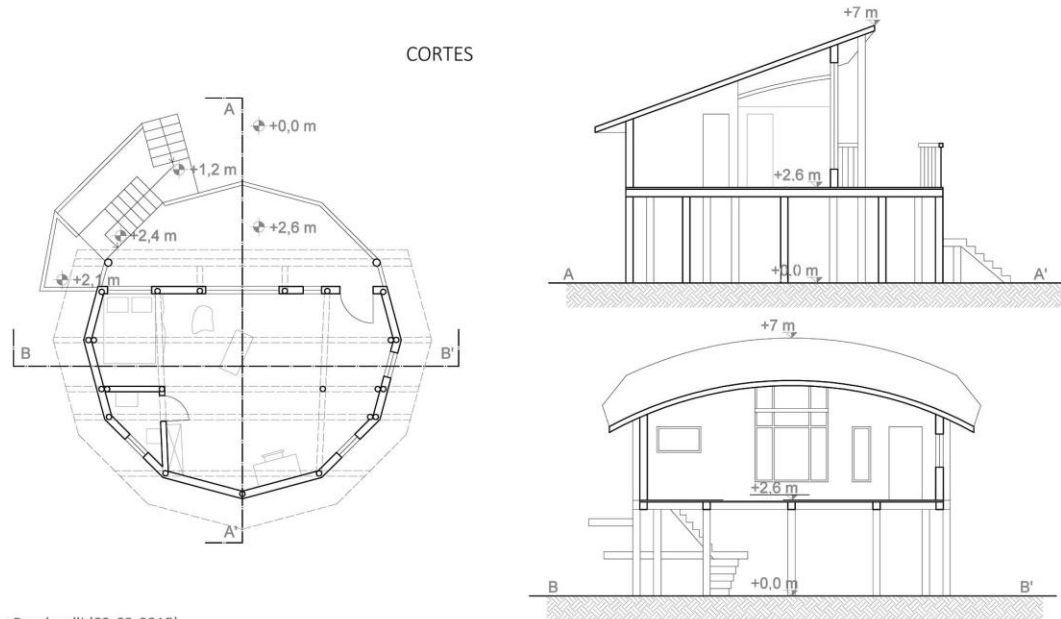 CORTES
A
+0,0 m
+1,2 m
+2,6 m
+2,4 m
+2,1 m
B
B'
A'
+7 m
+2,6 m
+0,0 m
A
A'
+7 m
+2,6 m
+0,0 m
B
B'